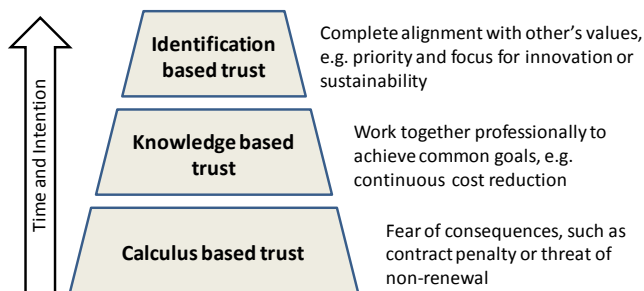 Time and Intention
Identification
based trust
Complete alignment with other's values,
e.g. priority and focus for innovation or
sustainability
Knowledge based
trust
Work together professionally to
achieve common goals, e.g.
continuous cost reduction
Calculus based trust
Fear of consequences, such as
contract penalty or threat of
non-renewal